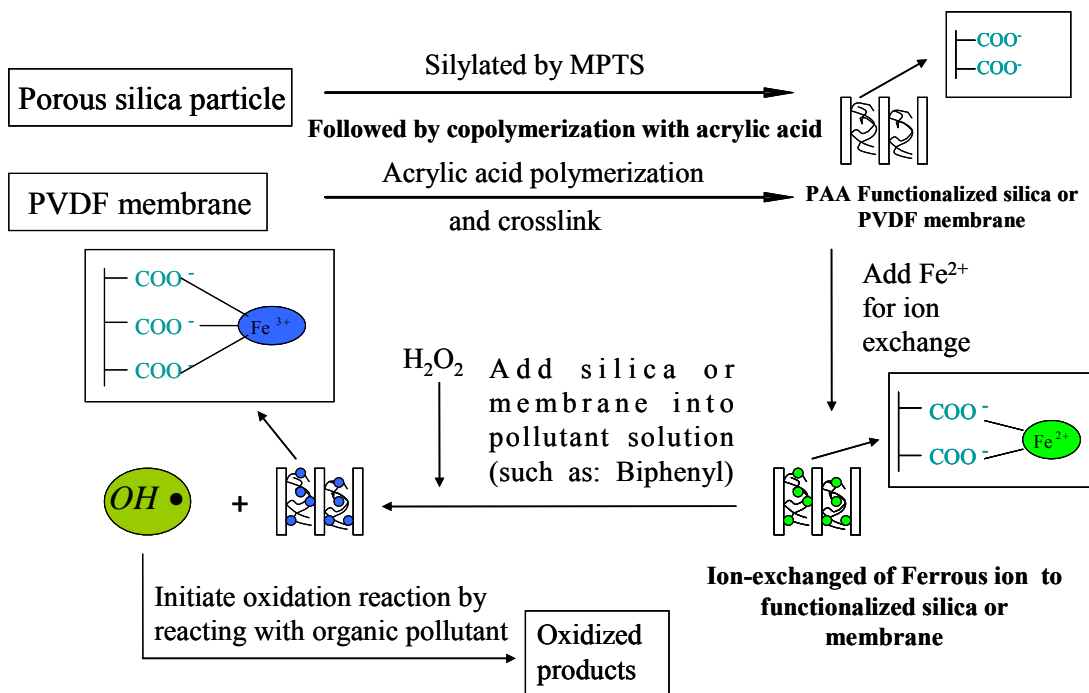 Silylated by MPTS
Porous silica particle
Followed by copolymerization with acrylic acid
COO-
COO-
Acrylic acid polymerization
PVDF membrane
and crosslink
PAA Functionalized silica or
PVDF membrane
COO -
COO -
COO -
Fe 3+
Add Fe2+
for ion
exchange
H2O2
Add silica or
membrane into
pollutant solution
(such as: Biphenyl)
COO -
COO -
Fe 2+
OH •
+
Ion-exchanged of Ferrous ion to
functionalized silica or
membrane
Initiate oxidation reaction by
reacting with organic pollutant
Oxidized
products